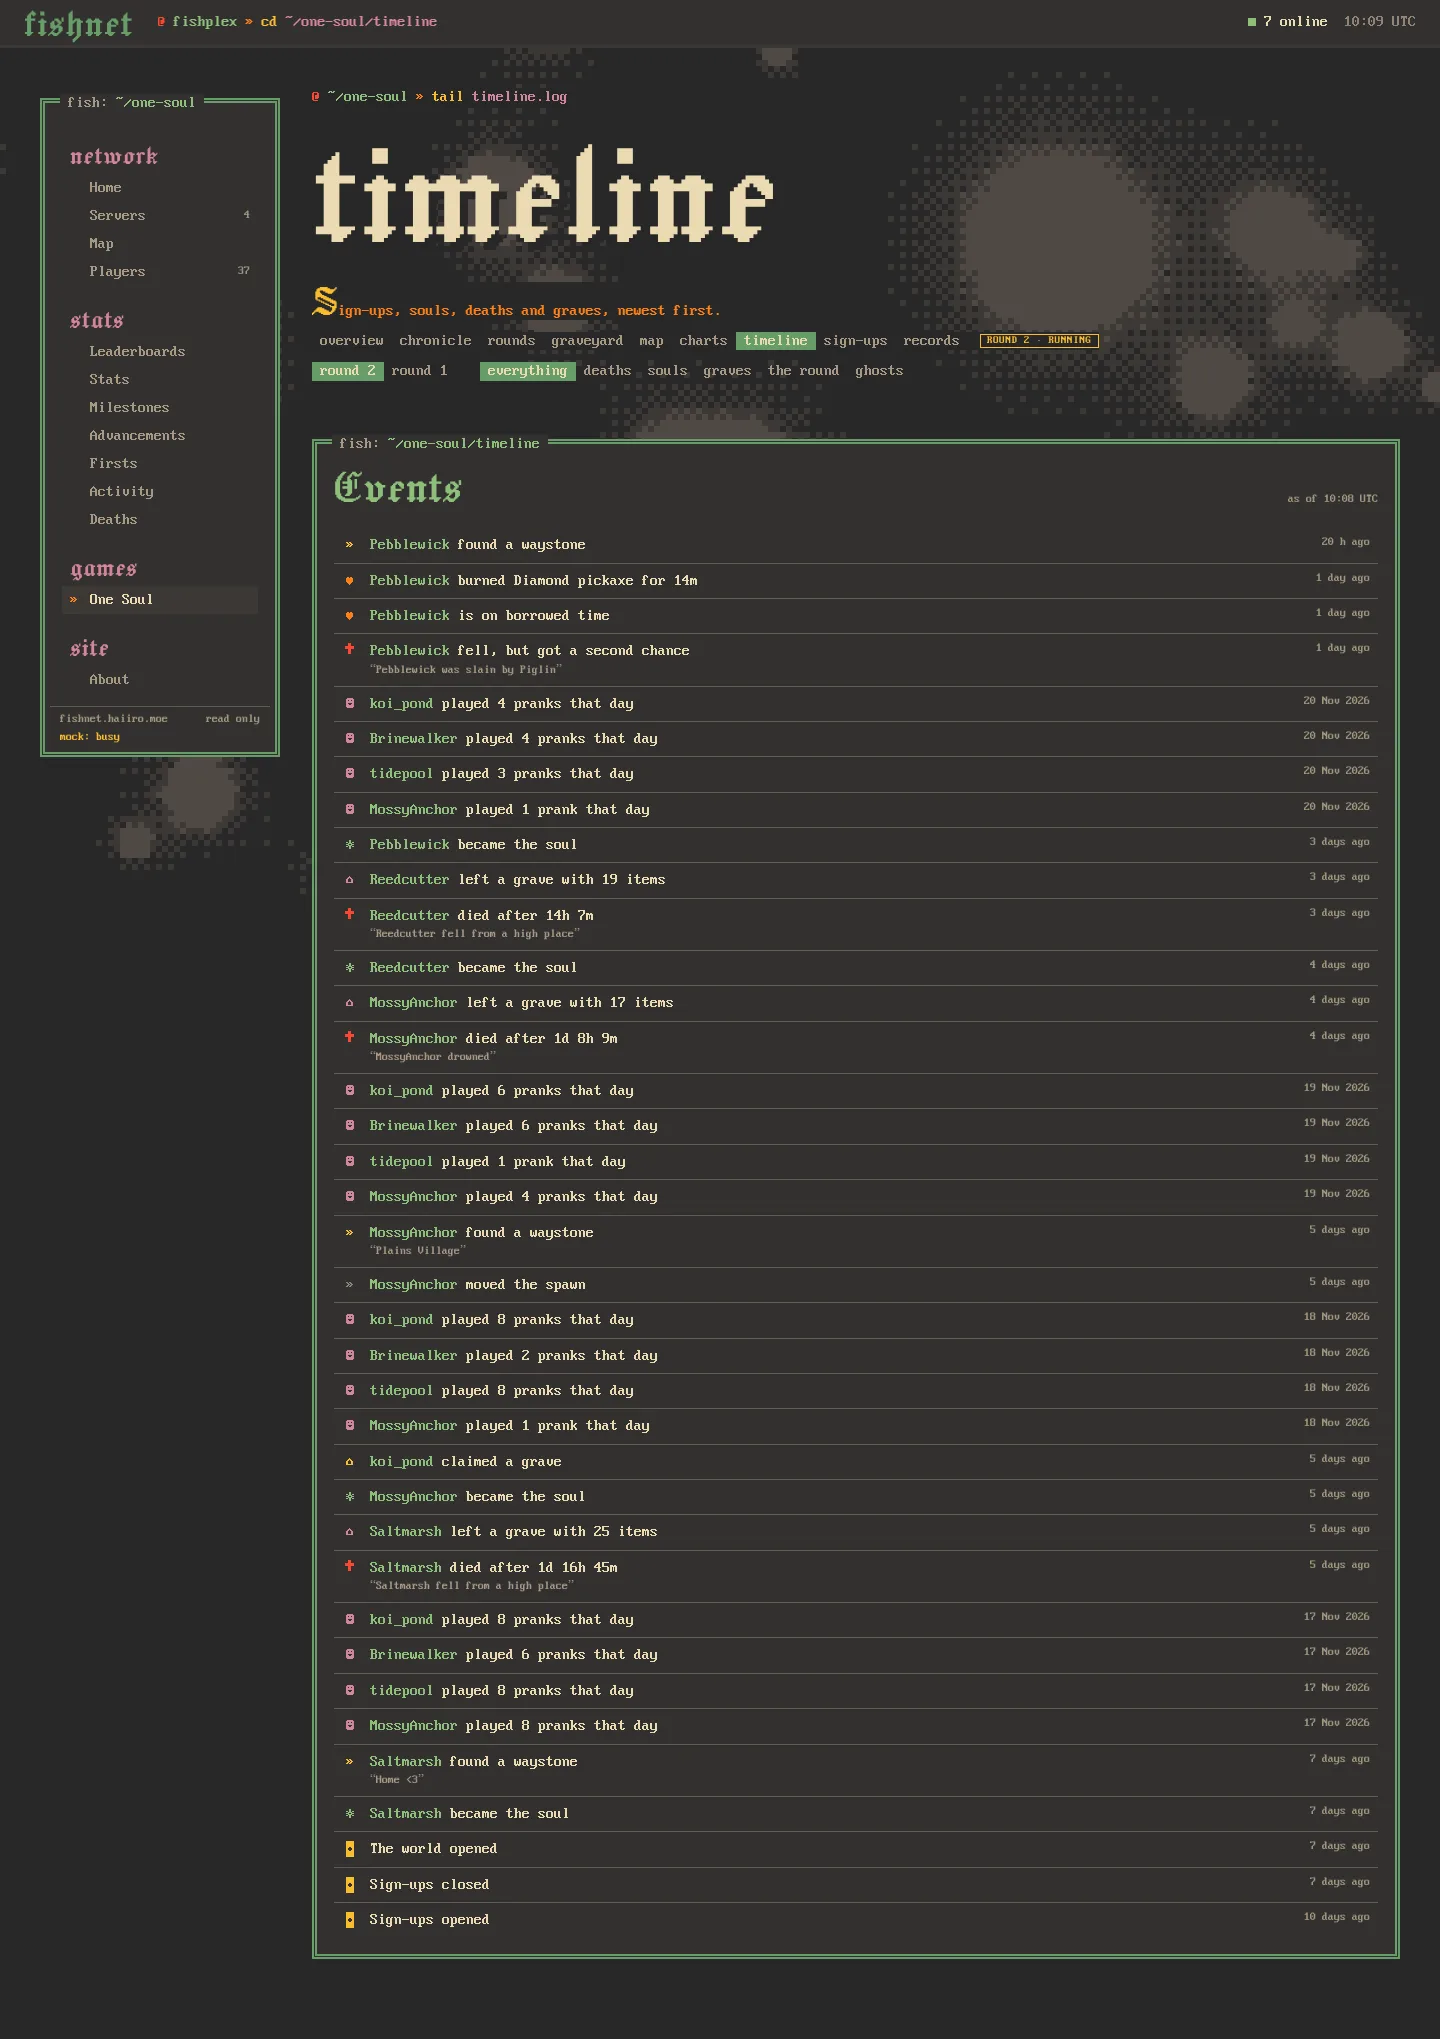 fishnet
@ fishplex » cd ~/one-soul/timeline
7 online 10:09 UTC
fish: ~/one-soul
network
Home
Servers 4
Map
Players 37
stats
Leaderboards
Stats
Milestones
Advancements
Firsts
Activity
Deaths
games
» One Soul
site
About
fishnet.haiiro.moe read only
mock: busy
@ ~/one-soul » tail timeline.log
timeline
Sign-ups, souls, deaths and graves, newest first.
overview chronicle rounds graveyard map charts timeline sign-ups records ROUND 2 · RUNNING
round 2 round 1 everything deaths souls graves the round ghosts
fish: ~/one-soul/timeline
Events
as of 10:08 UTC
» Pebblewick found a waystone 20 h ago
♥ Pebblewick burned Diamond pickaxe for 14m 1 day ago
♥ Pebblewick is on borrowed time 1 day ago
✝ Pebblewick fell, but got a second chance 1 day ago
“Pebblewick was slain by Piglin”
koi_pond played 4 pranks that day 20 Nov 2026
Brinewalker played 4 pranks that day 20 Nov 2026
tidepool played 3 pranks that day 20 Nov 2026
MossyAnchor played 1 prank that day 20 Nov 2026
Pebblewick became the soul 3 days ago
Reedcutter left a grave with 19 items 3 days ago
✝ Reedcutter died after 14h 7m 3 days ago
“Reedcutter fell from a high place”
Reedcutter became the soul 4 days ago
MossyAnchor left a grave with 17 items 4 days ago
✝ MossyAnchor died after 1d 8h 9m 4 days ago
“MossyAnchor drowned”
koi_pond played 6 pranks that day 19 Nov 2026
Brinewalker played 6 pranks that day 19 Nov 2026
tidepool played 1 prank that day 19 Nov 2026
MossyAnchor played 4 pranks that day 19 Nov 2026
» MossyAnchor found a waystone 5 days ago
“Plains Village”
» MossyAnchor moved the spawn 5 days ago
koi_pond played 8 pranks that day 18 Nov 2026
Brinewalker played 2 pranks that day 18 Nov 2026
tidepool played 8 pranks that day 18 Nov 2026
MossyAnchor played 1 prank that day 18 Nov 2026
koi_pond claimed a grave 5 days ago
MossyAnchor became the soul 5 days ago
Saltmarsh left a grave with 25 items 5 days ago
✝ Saltmarsh died after 1d 16h 45m 5 days ago
“Saltmarsh fell from a high place”
koi_pond played 8 pranks that day 17 Nov 2026
Brinewalker played 6 pranks that day 17 Nov 2026
tidepool played 8 pranks that day 17 Nov 2026
MossyAnchor played 8 pranks that day 17 Nov 2026
» Saltmarsh found a waystone 7 days ago
“Home <3”
Saltmarsh became the soul 7 days ago
The world opened 7 days ago
Sign-ups closed 7 days ago
Sign-ups opened 10 days ago